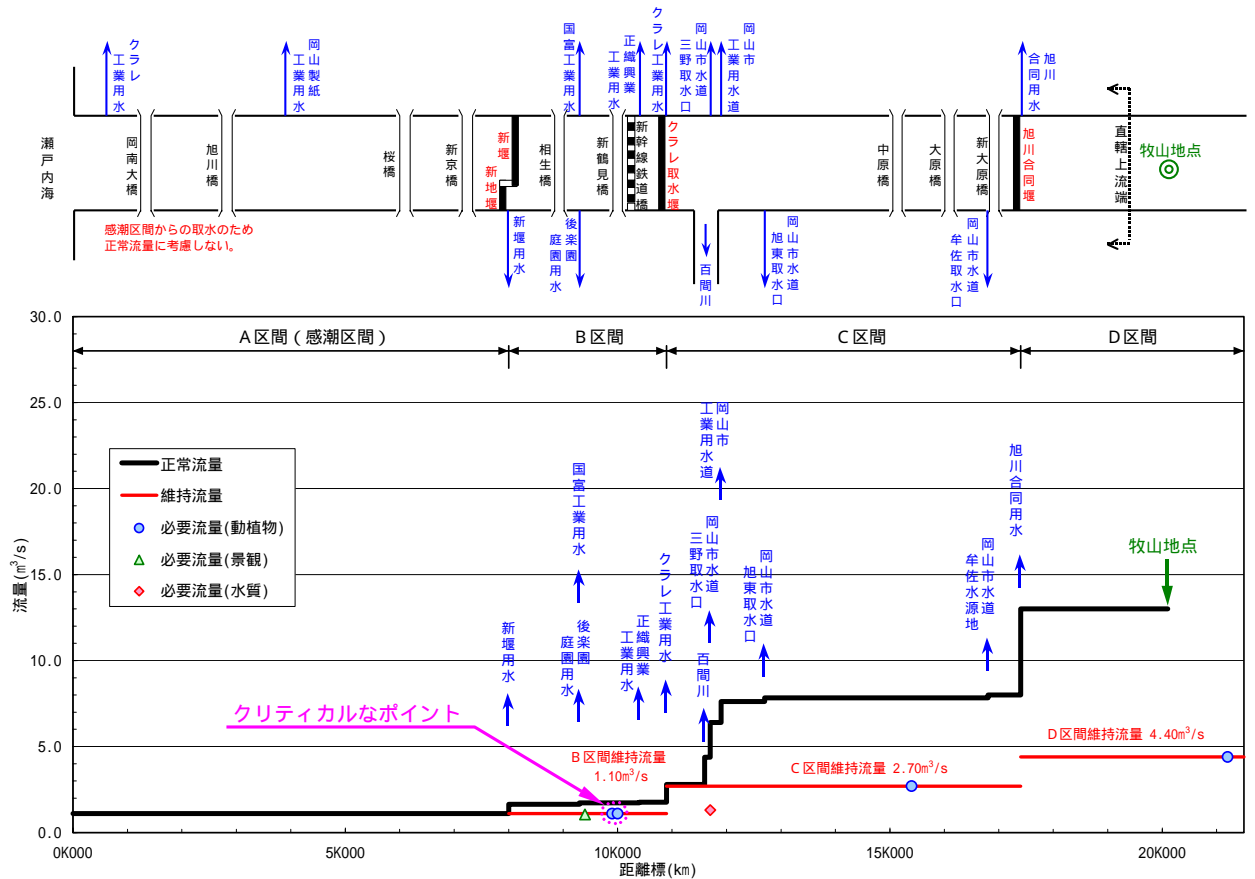 クラレ
工業用水
岡山製紙
工業用水
国富工業用水
正織興業
工業用水
クラレ工業用水
岡山市水道
三野取水口
岡山市
工業用水道
旭川
合同用水
瀬戸内海
岡南大橋
旭川橋
桜橋
新京橋
新堰
新地堰
相生橋
新鶴見橋
新幹線鉄道橋
クラレ取水堰
中原橋
大原橋
新大原橋
旭川合同堰
直轄上流端
牧山地点
感潮区間からの取水のため
正常流量に考慮しない。
新堰用水
後楽園
庭園用水
百間川
岡山市水道
旭東取水口
岡山市水道
牟佐取水口
30.0
25.0
20.0
15.0
10.0
5.0
0.0
流量(m³/s)
A区間(感潮区間)
B区間
C区間
D区間
正常流量
維持流量
必要流量(動植物)
必要流量(景観)
必要流量(水質)
新堰用水
国富工業用水
後楽園
庭園用水
正織興業
工業用水
クラレ工業用水
岡山市水道
三野取水口
百間川
岡山市
工業用水道
岡山市水道
旭東取水口
岡山市水道
牟佐水源地
旭川合同用水
牧山地点
クリティカルなポイント
B区間維持流量
1.10m³/s
C区間維持流量 2.70m³/s
D区間維持流量 4.40m³/s
0K000
5K000
10K000
15K000
20K000
距離標(km)